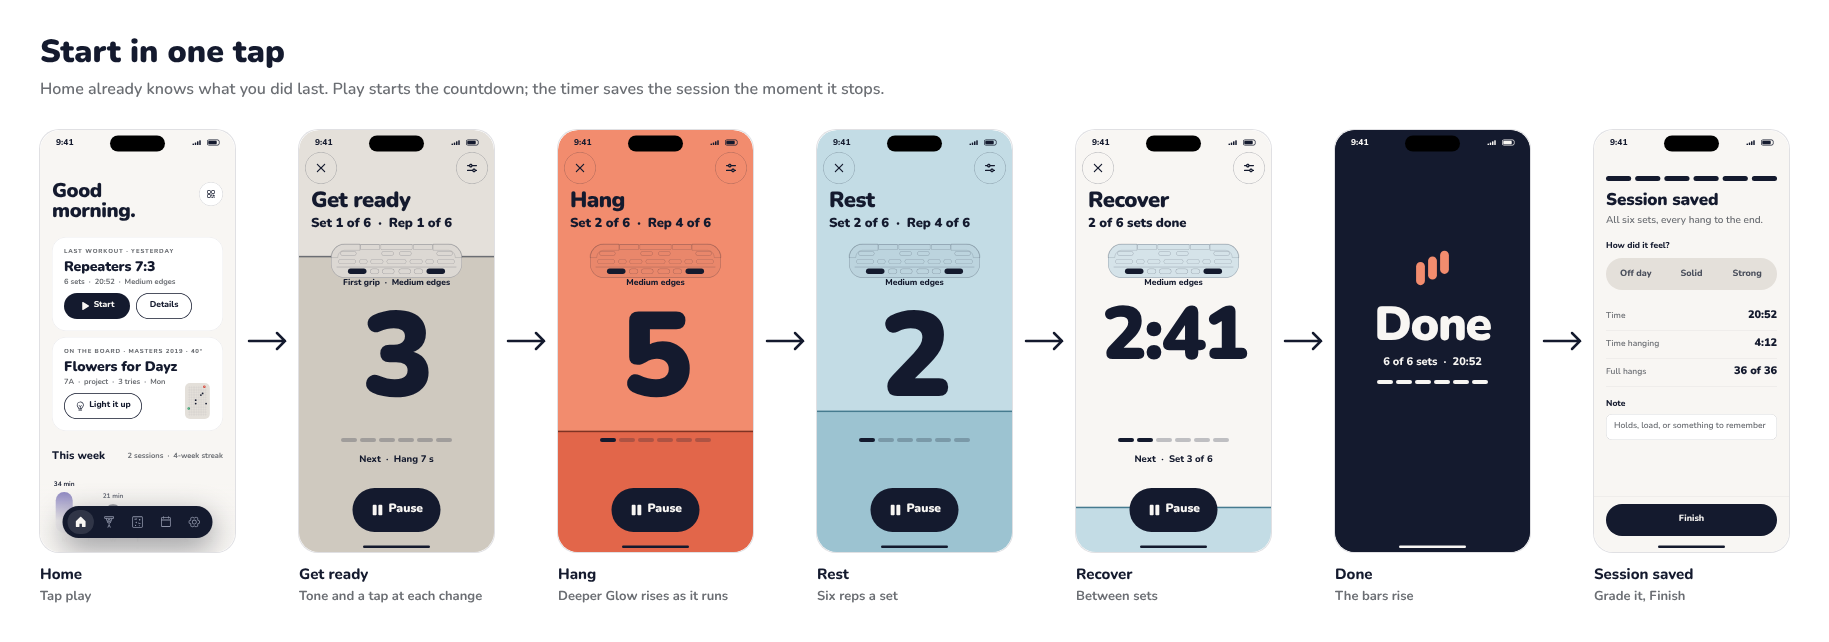 Start in one tap
Home already knows what you did last. Play starts the countdown; the timer saves the session the moment it stops.
9:41
Good
morning.
LAST WORKOUT · YESTERDAY
Repeaters 7:3
6 sets · 20:52 · Medium edges
Start
Details
ON THE BOARD · MASTERS 2019 · 40°
Flowers for Dayz
7A · project · 3 tries · Mon
Light it up
This week
2 sessions · 4-week streak
34 min
21 min
Home
Tap play
9:41
Get ready
Set 1 of 6 · Rep 1 of 6
First grip · Medium edges
3
Next · Hang 7 s
Pause
Get ready
Tone and a tap at each change
9:41
Hang
Set 2 of 6 · Rep 4 of 6
Medium edges
5
Pause
Hang
Deeper Glow rises as it runs
9:41
Rest
Set 2 of 6 · Rep 4 of 6
Medium edges
2
Pause
Rest
Six reps a set
9:41
Recover
2 of 6 sets done
Medium edges
2:41
Next · Set 3 of 6
Pause
Recover
Between sets
9:41
Done
6 of 6 sets · 20:52
Done
The bars rise
9:41
Session saved
All six sets, every hang to the end.
How did it feel?
Off day
Solid
Strong
Time 20:52
Time hanging 4:12
Full hangs 36 of 36
Note
Holds, load, or something to remember
Finish
Session saved
Grade it, Finish